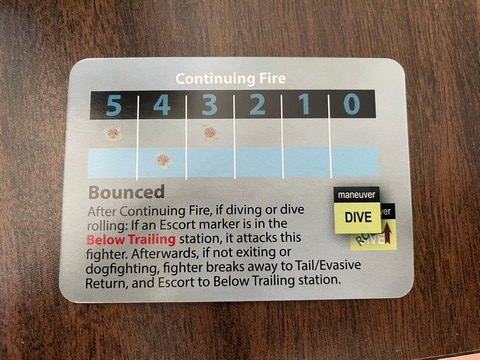 Continuing Fire
5 4 3 2 1 0
Bounced
After Continuing Fire, if diving or dive
rolling: If an Escort marker is in the
Below Trailing station, it attacks this
fighter. Afterwards, if not exiting or
dogfighting, fighter breaks away to Tail/Evasive
Return, and Escort to Below Trailing station.
maneuver
DIVE